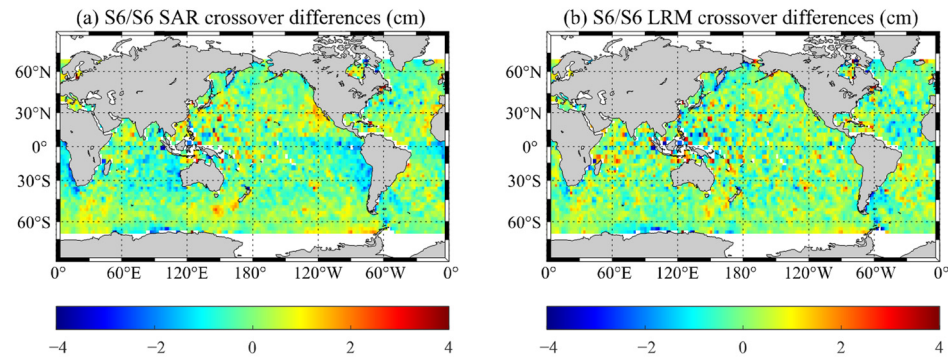 (a) S6/S6 SAR crossover differences (cm)
60°N
30°N
0°
30°S
60°S
0° 60°E 120°E 180° 120°W 60°W 0°
−4 −2 0 2 4
(b) S6/S6 LRM crossover differences (cm)
60°N
30°N
0°
30°S
60°S
0° 60°E 120°E 180° 120°W 60°W 0°
−4 −2 0 2 4